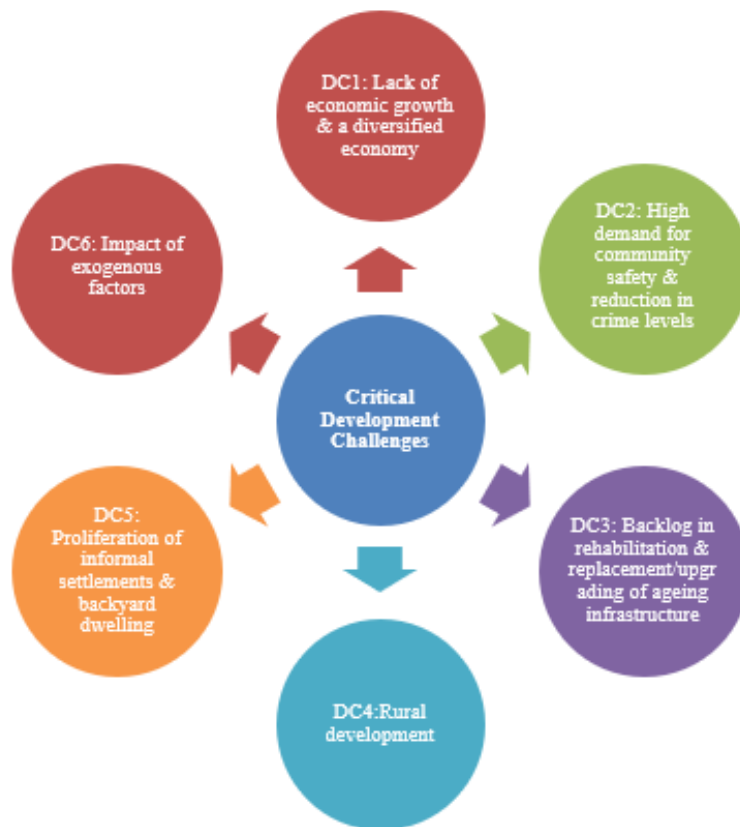 DC1: Lack of
economic growth
& a diversified
economy
DC2: High
demand for
community
safety &
reduction in
crime levels
DC3: Backlog in
rehabilitation &
replacement/upgr
ading of ageing
infrastructure
DC4:Rural
development
DC5:
Proliferation of
informal
settlements &
backyard
dwelling
DC6: Impact of
exogenous
factors
Critical
Development
Challenges